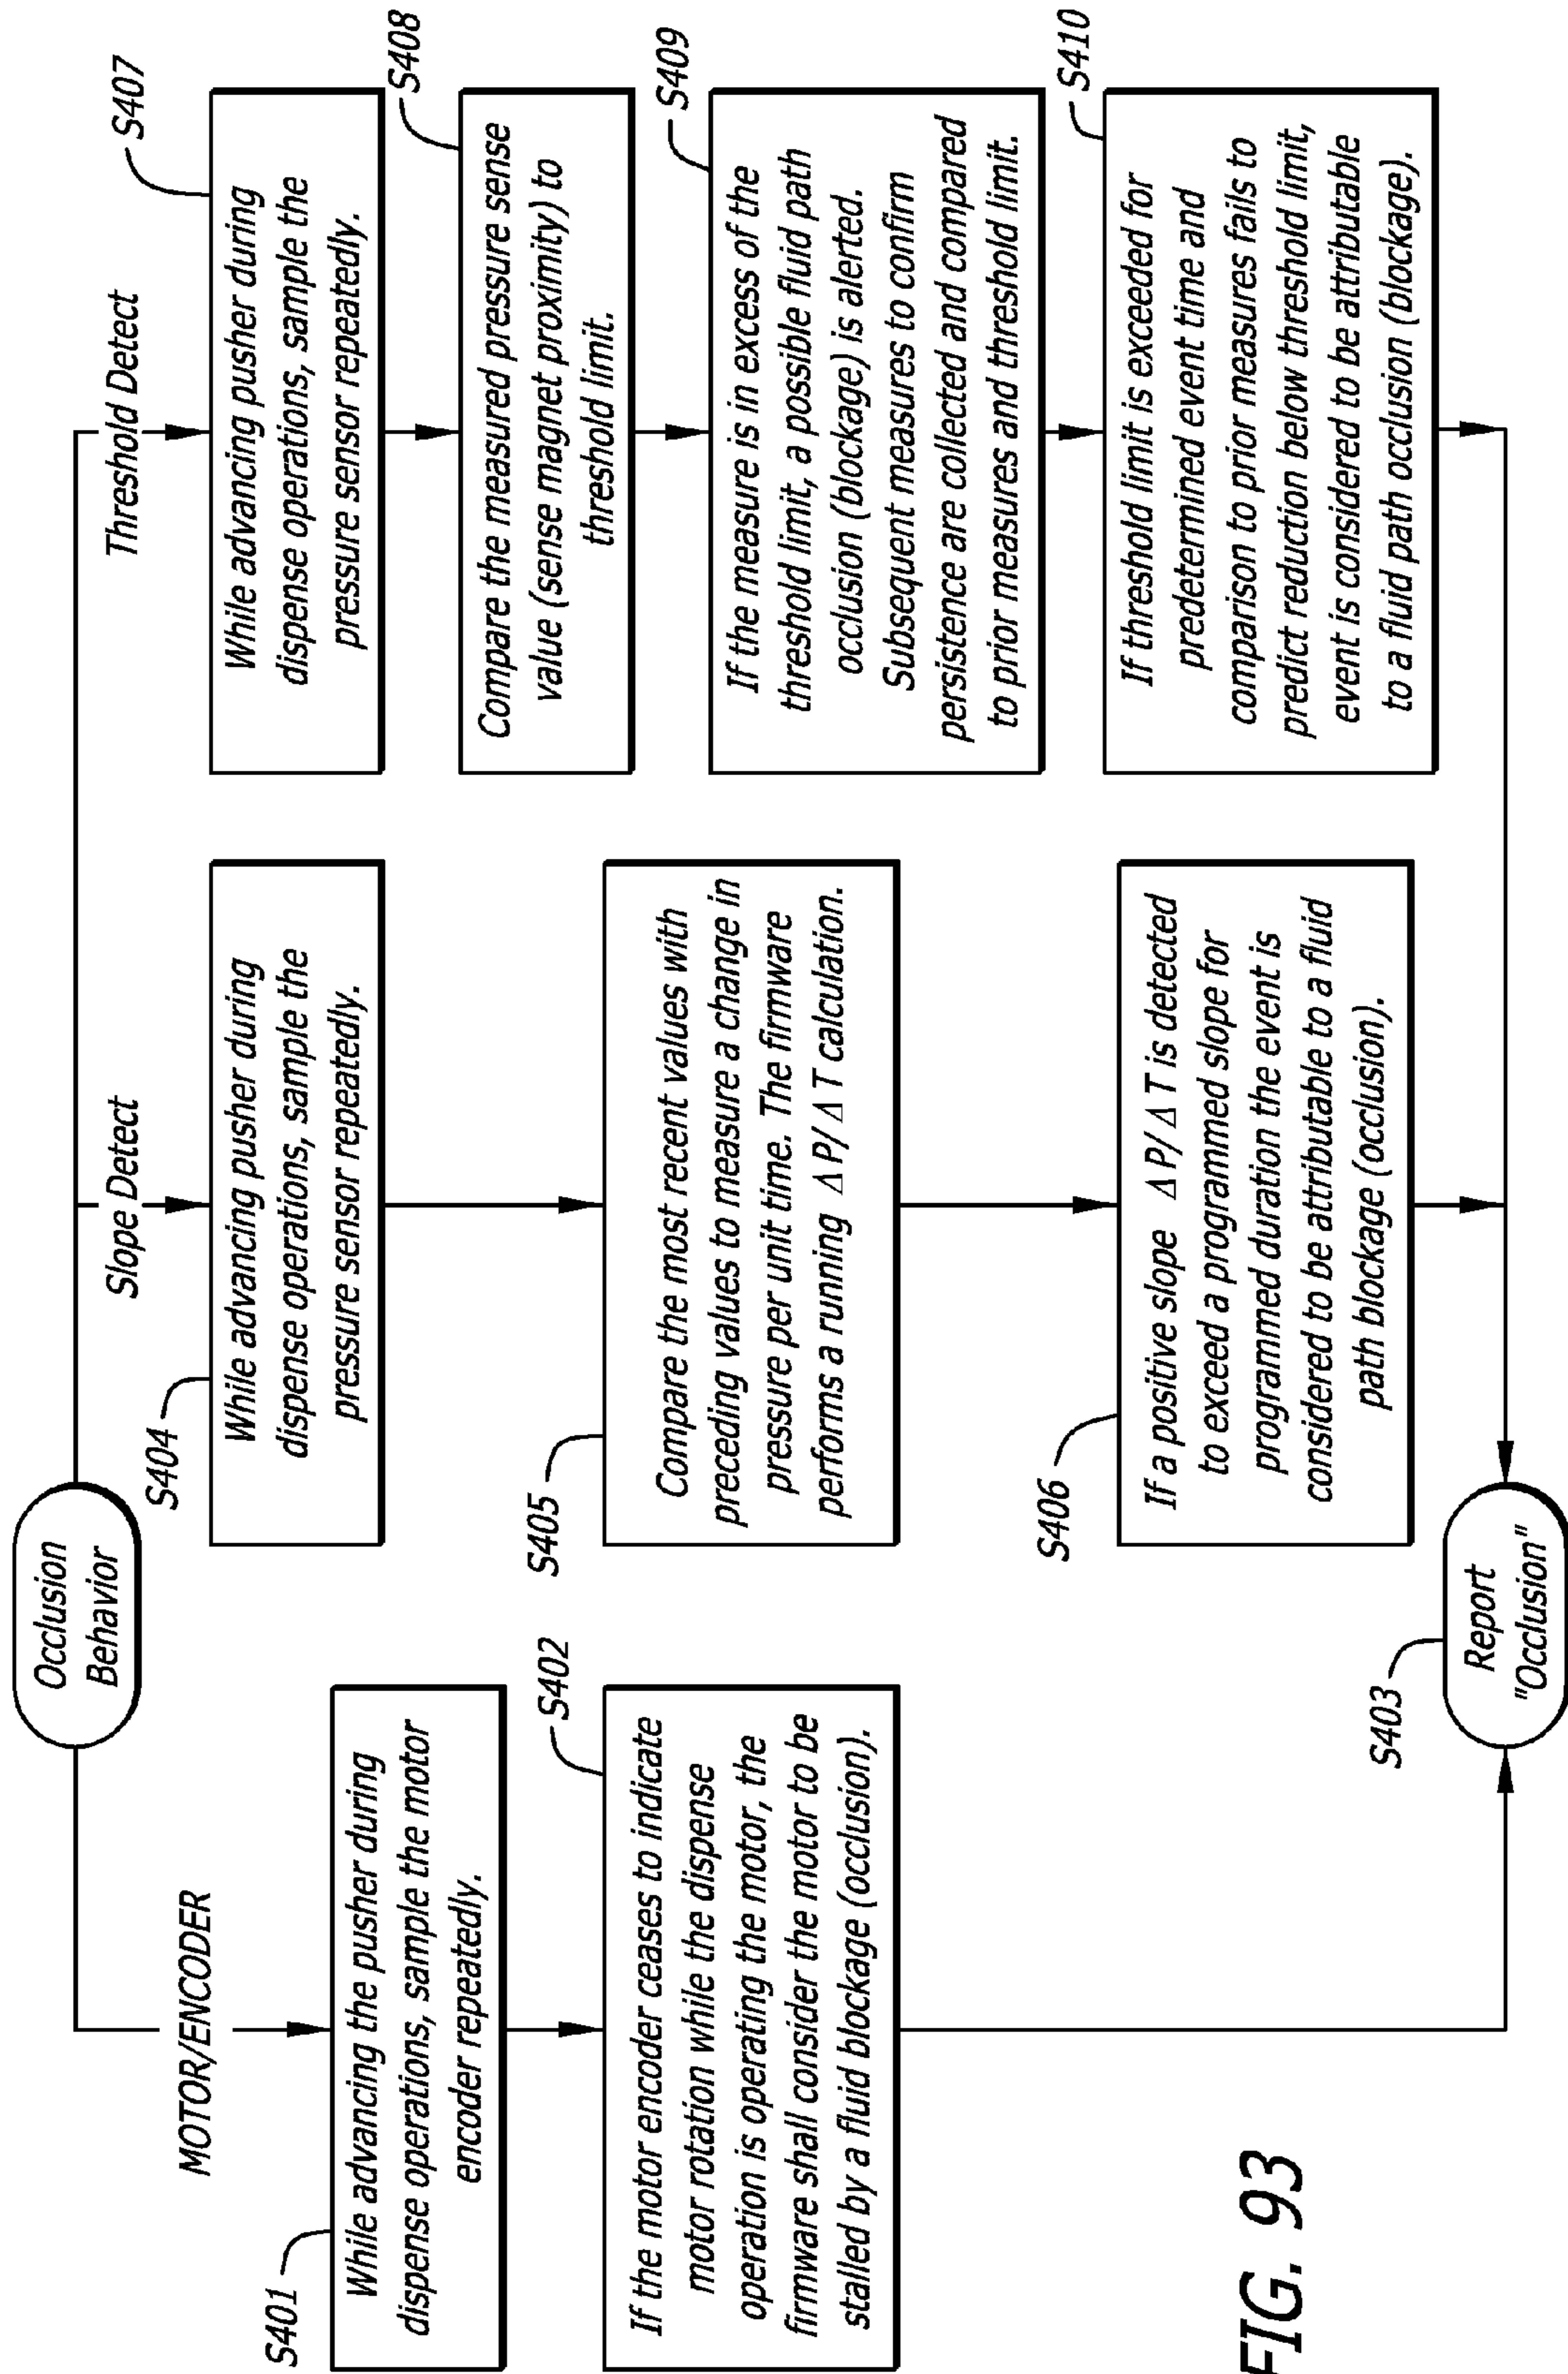 Occlusion
Behavior
MOTOR/ENCODER
S401
While advancing the pusher during
dispense operations, sample the motor
encoder repeatedly.
S402
If the motor encoder ceases to indicate
motor rotation while the dispense
operation is operating the motor, the
firmware shall consider the motor to be
stalled by a fluid blockage (occlusion).
Slope Detect
S404
While advancing pusher during
dispense operations, sample the
pressure sensor repeatedly.
S405
Compare the most recent values with
preceding values to measure a change in
pressure per unit time. The firmware
performs a running Δ P/Δ T calculation.
S406
If a positive slope Δ P/Δ T is detected
to exceed a programmed slope for
programmed duration the event is
considered to be attributable to a fluid
path blockage (occlusion).
Threshold Detect
S407
While advancing pusher during
dispense operations, sample the
pressure sensor repeatedly.
S408
Compare the measured pressure sense
value (sense magnet proximity) to
threshold limit.
S409
If the measure is in excess of the
threshold limit, a possible fluid path
occlusion (blockage) is alerted.
Subsequent measures to confirm
persistence are collected and compared
to prior measures and threshold limit.
S410
If threshold limit is exceeded for
predetermined event time and
comparison to prior measures fails to
predict reduction below threshold limit,
event is considered to be attributable
to a fluid path occlusion (blockage).
S403
Report
"Occlusion"
FIG. 93